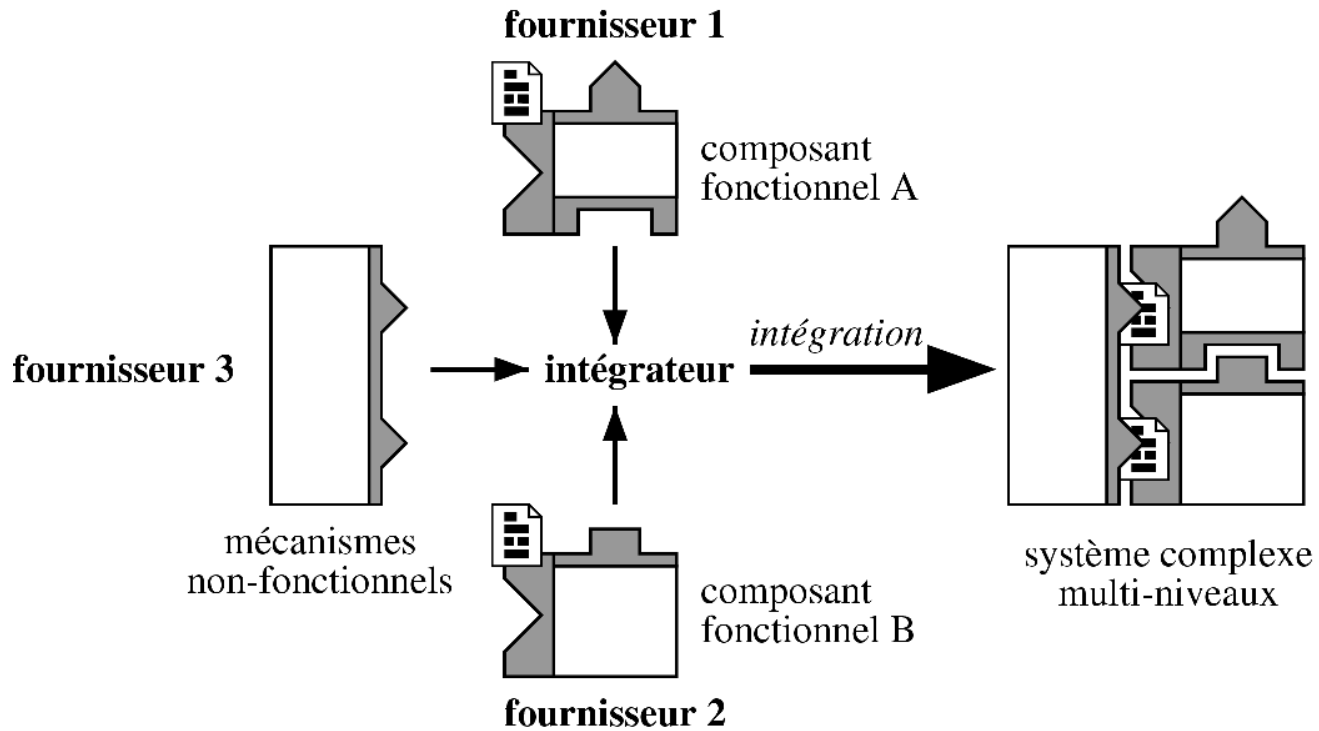 fournisseur 1
composant
fonctionnel A
fournisseur 3
intégrateur
intégration
mécanismes
non-fonctionnels
composant
fonctionnel B
système complexe
multi-niveaux
fournisseur 2